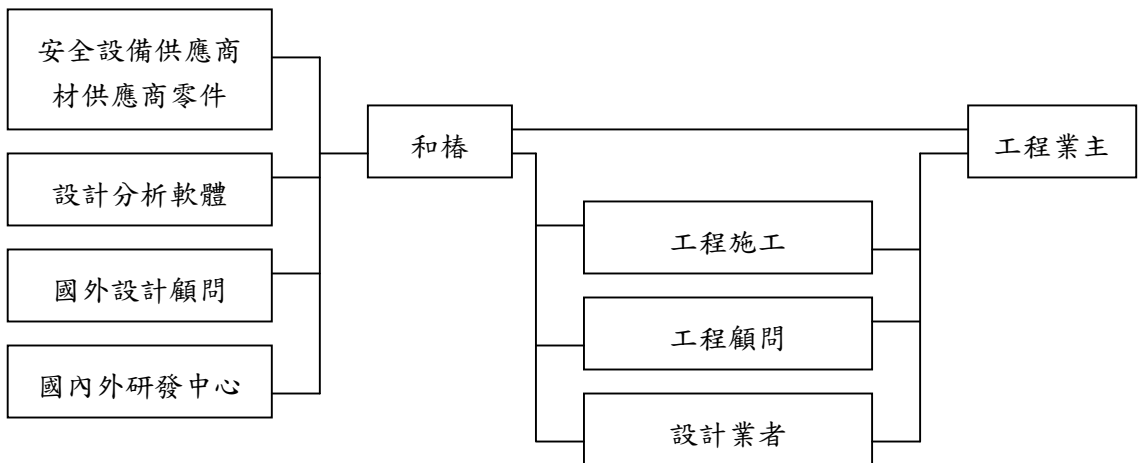 安全設備供應商
材供應商零件
設計分析軟體
國外設計顧問
國內外研發中心
和椿
工程業主
工程施工
工程顧問
設計業者